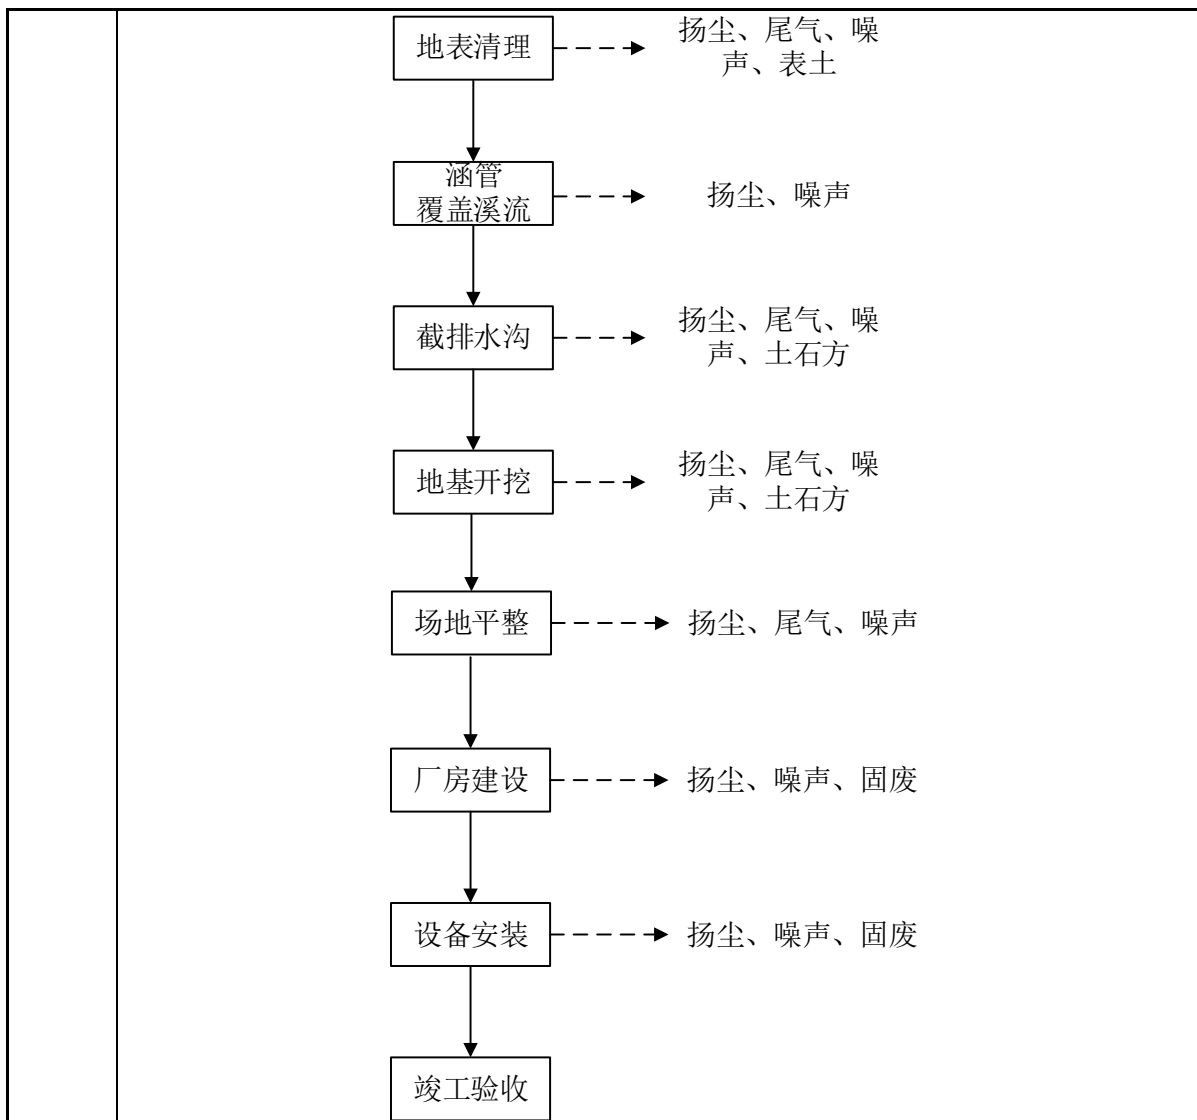 地表清理
扬尘、尾气、噪
声、表土
涵管
覆盖溪流
扬尘、噪声
截排水沟
扬尘、尾气、噪
声、土石方
地基开挖
扬尘、尾气、噪
声、土石方
场地平整
扬尘、尾气、噪声
厂房建设
扬尘、噪声、固废
设备安装
扬尘、噪声、固废
竣工验收